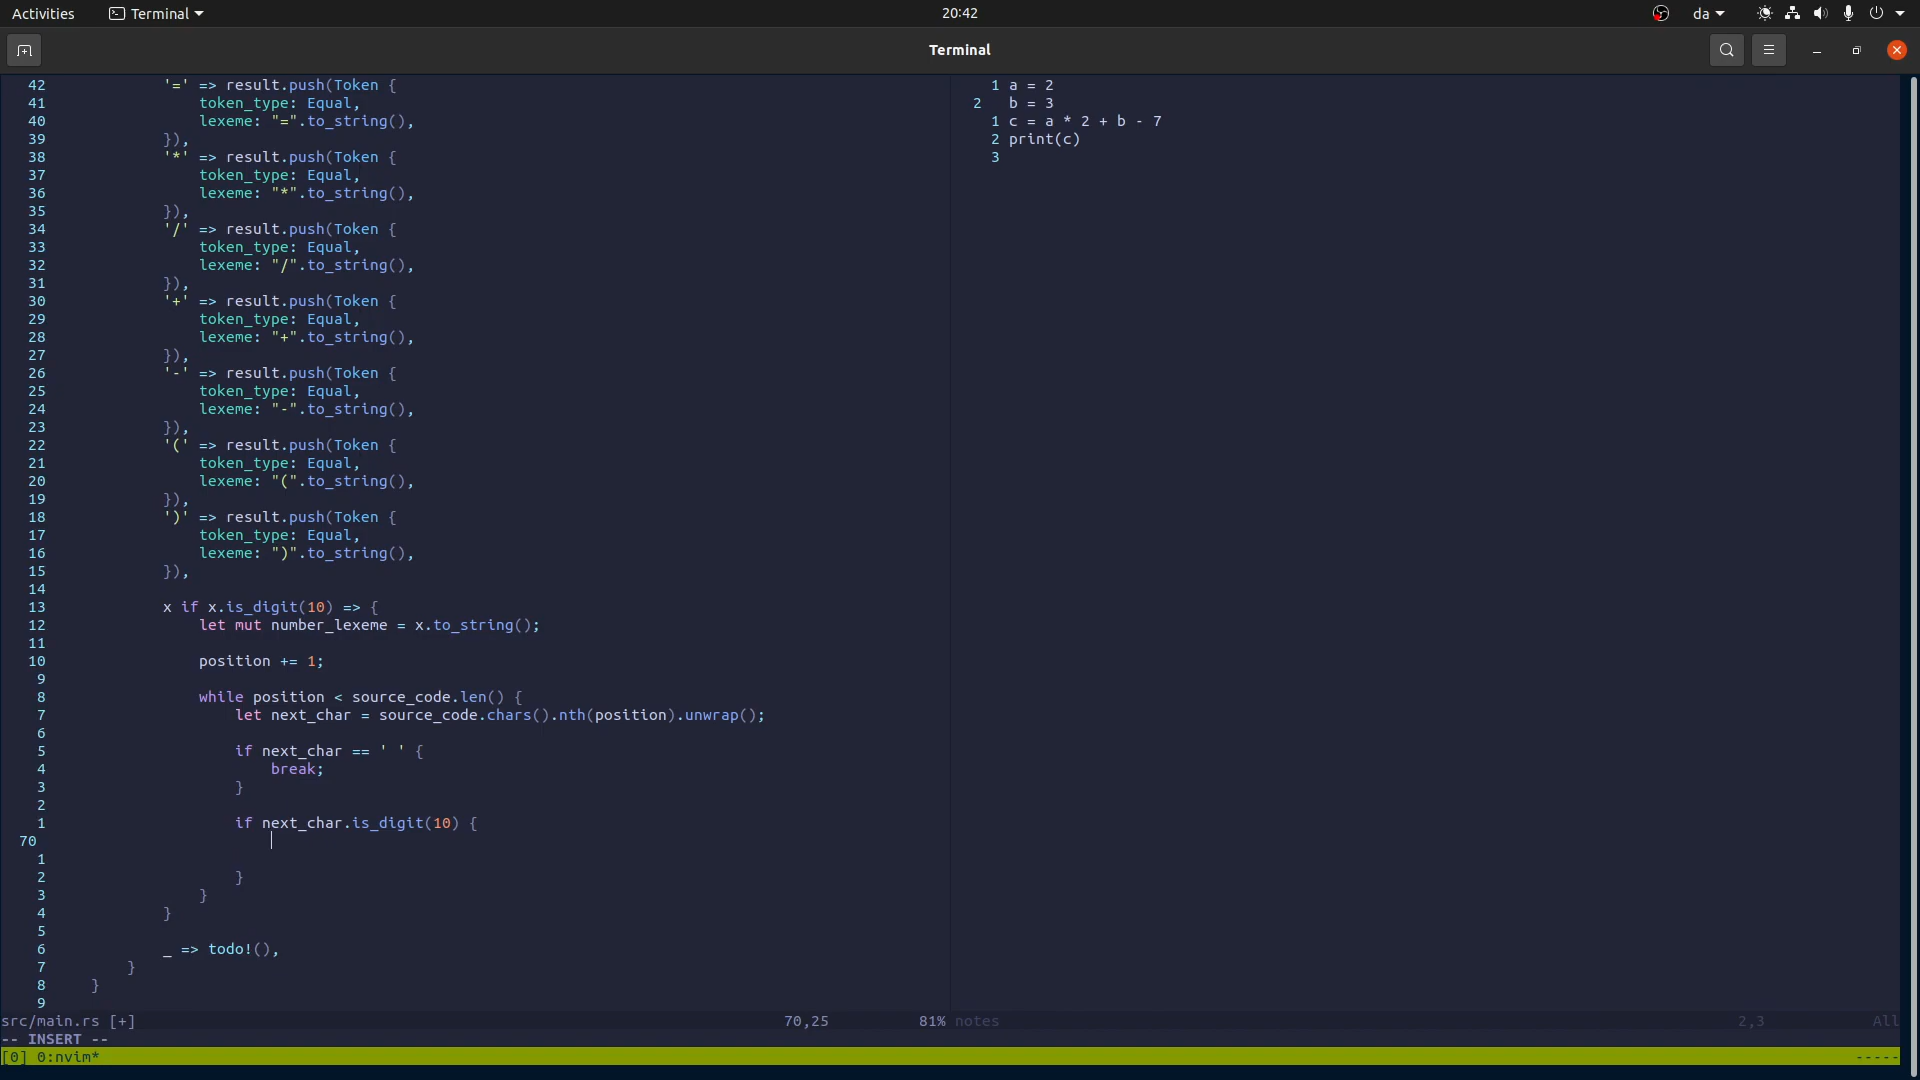 Activities Terminal 20:42 da
Terminal
42 '=' => result.push(Token {
41 token_type: Equal,
40 lexeme: "=".to_string(),
39 }),
38 '*' => result.push(Token {
37 token_type: Equal,
36 lexeme: "*".to_string(),
35 }),
34 '/' => result.push(Token {
33 token_type: Equal,
32 lexeme: "/".to_string(),
31 }),
30 '+' => result.push(Token {
29 token_type: Equal,
28 lexeme: "+".to_string(),
27 }),
26 '-' => result.push(Token {
25 token_type: Equal,
24 lexeme: "-".to_string(),
23 }),
22 '(' => result.push(Token {
21 token_type: Equal,
20 lexeme: "(".to_string(),
19 }),
18 ')' => result.push(Token {
17 token_type: Equal,
16 lexeme: ")".to_string(),
15 }),
14
13 x if x.is_digit(10) => {
12 let mut number_lexeme = x.to_string();
11
10 position += 1;
9
8 while position < source_code.len() {
7 let next_char = source_code.chars().nth(position).unwrap();
6
5 if next_char == ' ' {
4 break;
3 }
2
1 if next_char.is_digit(10) {
70
1
2 }
3 }
4 }
5
6 _ => todo!(),
7 }
8 }
9
src/main.rs [+] 70,25 81%
1 a = 2
2 b = 3
1 c = a * 2 + b - 7
2 print(c)
3
notes 2,3 All
-- INSERT --
[0] 0:nvim* -----